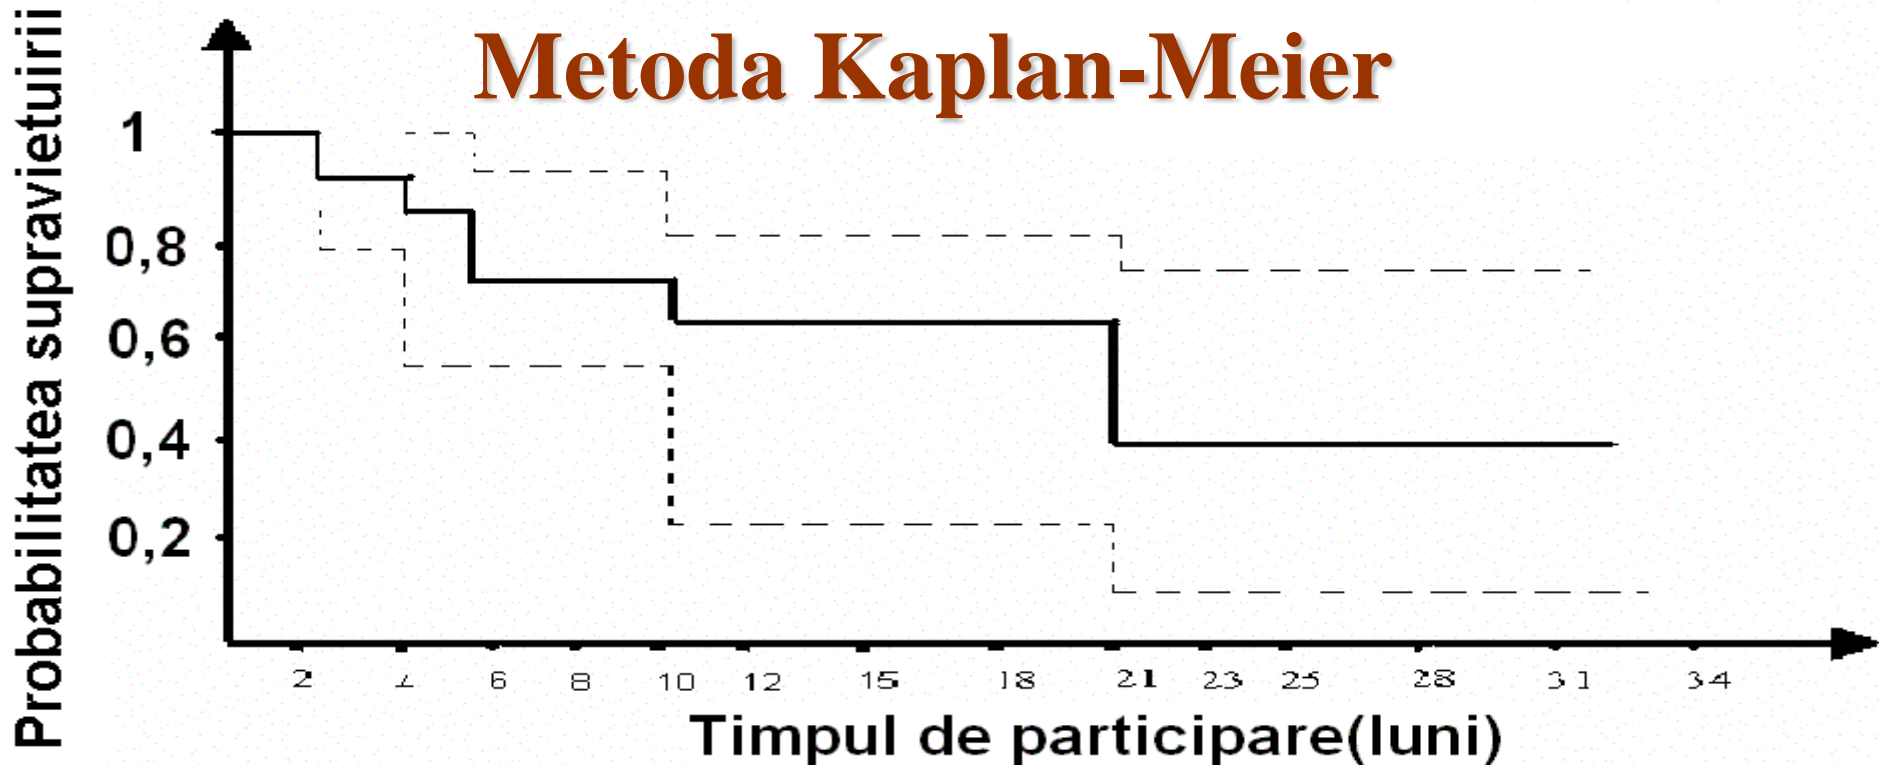 Metoda Kaplan-Meier
Probabilitatea supravietuirii
1
0,8
0,6
0,4
0,2
2 4 6 8 10 12 15 18 21 23 25 28 31 34
Timpul de participare(luni)